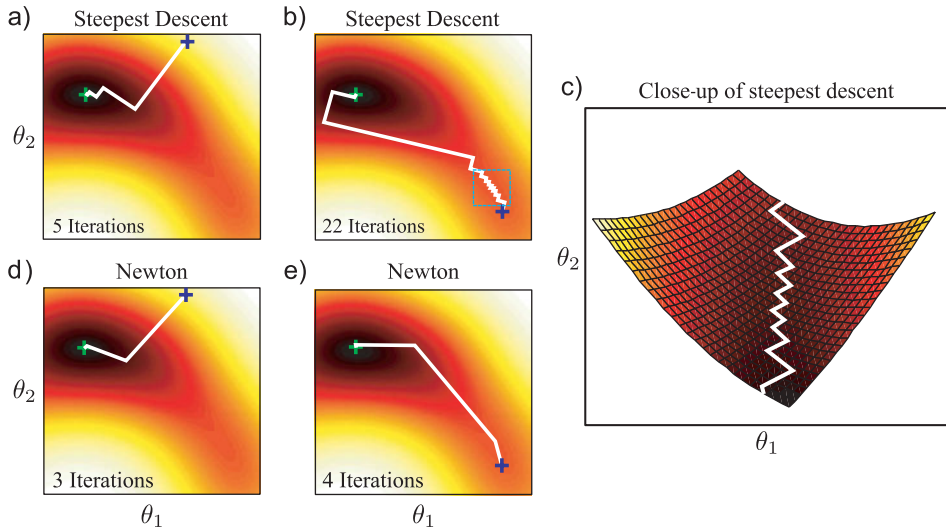 a)
Steepest Descent
θ2
5 Iterations
b)
Steepest Descent
22 Iterations
c)
Close-up of steepest descent
θ2
θ1
d)
Newton
θ2
3 Iterations
θ1
e)
Newton
4 Iterations
θ1